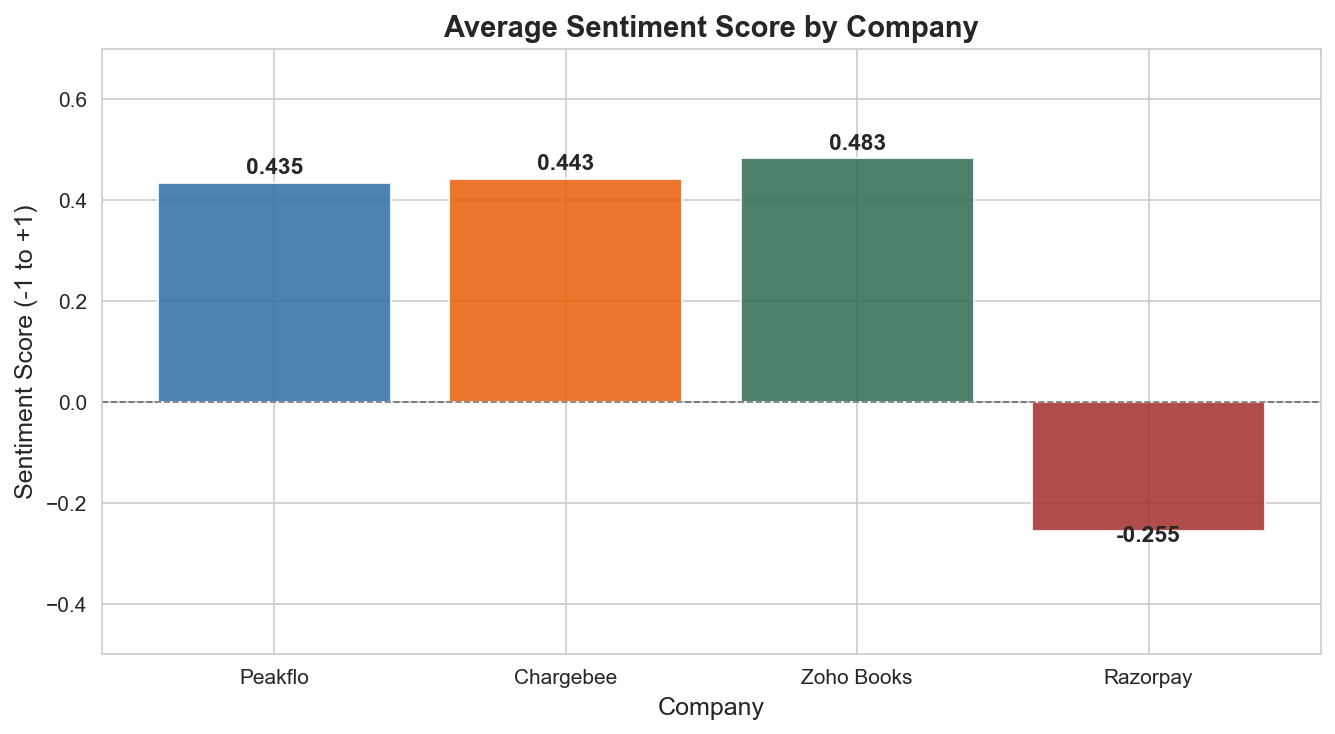 Average Sentiment Score by Company
Sentiment Score (-1 to +1)
0.6
0.4
0.2
0.0
−0.2
−0.4
0.435
0.443
0.483
-0.255
Peakflo
Chargebee
Zoho Books
Razorpay
Company